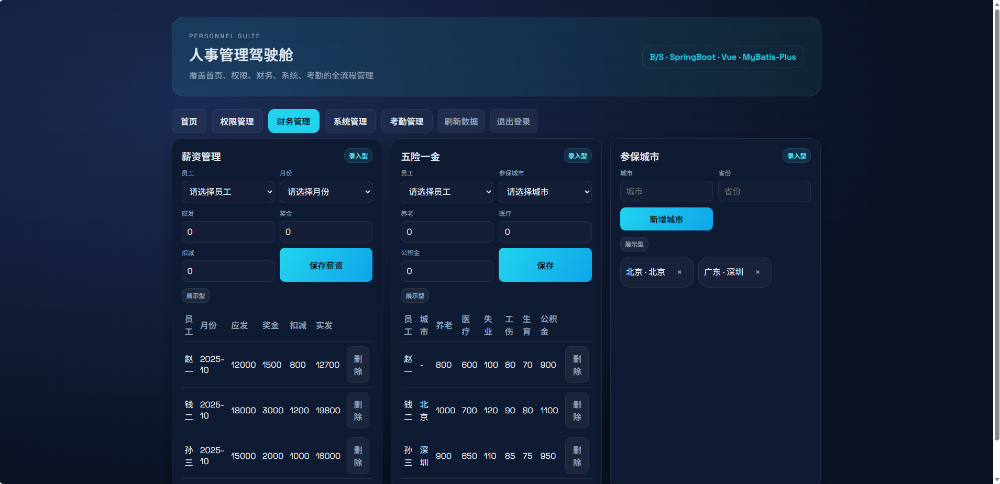 PERSONNEL SUITE
人事管理驾驶舱
覆盖首页、权限、财务、系统、考勤的全流程管理
B/S · SpringBoot · Vue · MyBatis-Plus
首页 权限管理 财务管理 系统管理 考勤管理 刷新数据 退出登录
薪资管理 录入型
员工 月份
请选择员工 请选择月份
应发 奖金
0 0
扣减
0 保存薪资
展示型
员工 月份 应发 奖金 扣减 实发
赵一 2025-10 12000 1500 800 12700 删除
钱二 2025-10 18000 3000 1200 19800 删除
孙三 2025-10 15000 2000 1000 16000 删除
五险一金 录入型
员工 参保城市
请选择员工 请选择城市
养老 医疗
0 0
公积金
0 保存
展示型
员工 城市 养老 医疗 失业 工伤 生育 公积金
赵一 - 800 600 100 80 70 900 删除
钱二 北京 1000 700 120 90 80 1100 删除
孙三 深圳 900 650 110 85 75 950 删除
参保城市 录入型
城市 省份
城市 省份
新增城市
展示型
北京 · 北京 × 广东 · 深圳 ×